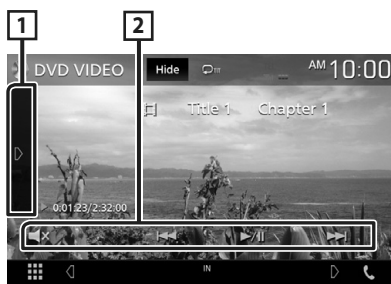 1 2
DVD VIDEO Hide AM 10:00
Title 1 Chapter 1
0:01:23/2:32:00
IN